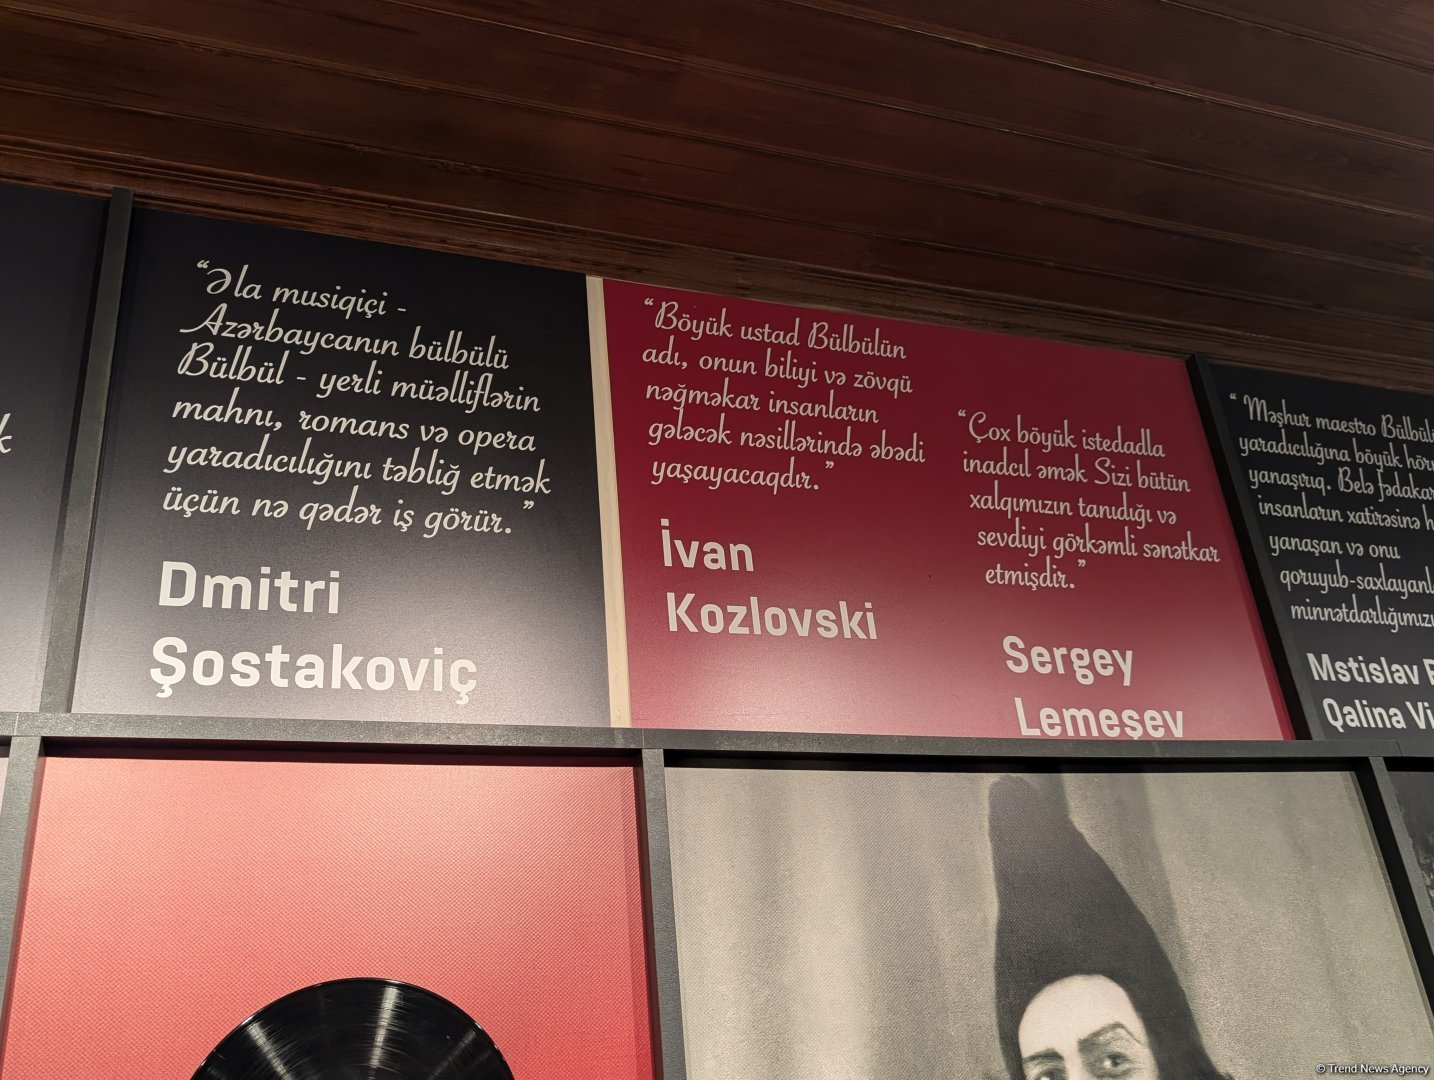 “Əla musiqiçi -
Azərbaycanın bülbülü
Bülbül - yerli müəlliflərin
mahnı, romans və opera
yaradıcılığını təbliğ etmək
üçün nə qədər iş görür.”
Dmitri
Şostakoviç
“Böyük ustad Bülbülün
adı, onun biliyi və zövqü
nəğməkar insanların
gələcək nəsillərində əbədi
yaşayacaqdır.”
İvan
Kozlovski
“Çox böyük istedadla
inadcıl əmək Sizi bütün
xalqımızın tanıdığı və
sevdiyi görkəmli sənətkar
etmişdir.”
Sergey
Lemeşev
“Məşhur maestro
yaradıcılığına böyük
yanaşırıq. Belə
insanların xatirəsinə
yanaşan və onu
Mstislav
Qalina
© Trend News Agency